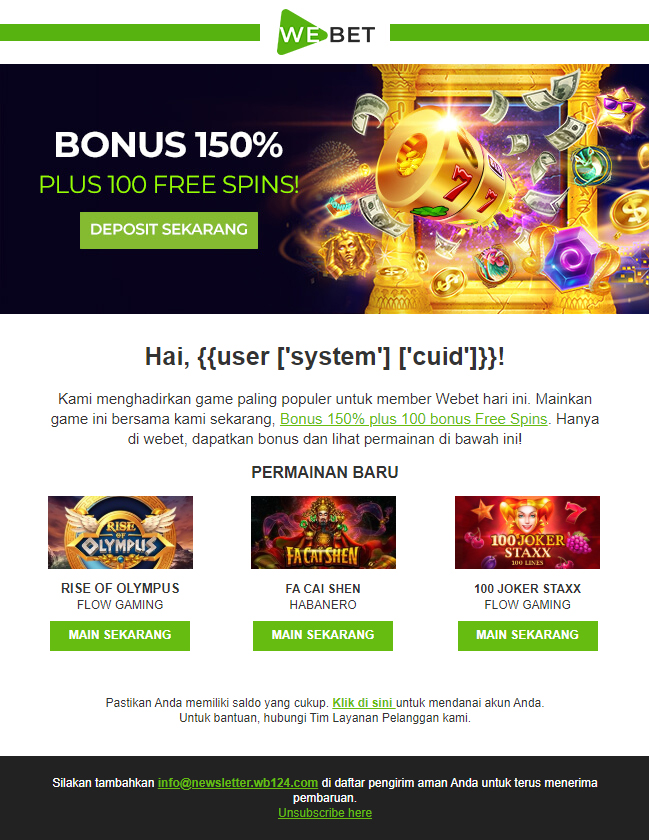 WEBET
BONUS 150%
PLUS 100 FREE SPINS!
DEPOSIT SEKARANG
Hai, {{user ['system'] ['cuid']}}!
Kami menghadirkan game paling populer untuk member Webet hari ini. Mainkan
game ini bersama kami sekarang, Bonus 150% plus 100 bonus Free Spins. Hanya
di webet, dapatkan bonus dan lihat permainan di bawah ini!
PERMAINAN BARU
RISE OF OLYMPUS
FA CAI SHEN
100 JOKER STAXX
100 LINES
RISE OF OLYMPUS
FA CAI SHEN
100 JOKER STAXX
FLOW GAMING
HABANERO
FLOW GAMING
MAIN SEKARANG
MAIN SEKARANG
MAIN SEKARANG
Pastikan Anda memiliki saldo yang cukup. Klik di sini untuk mendanai akun Anda.
Untuk bantuan, hubungi Tim Layanan Pelanggan kami.
Silakan tambahkan info@newsletter.wb124.com di daftar pengirim aman Anda untuk terus menerima
pembaruan.
Unsubscribe here